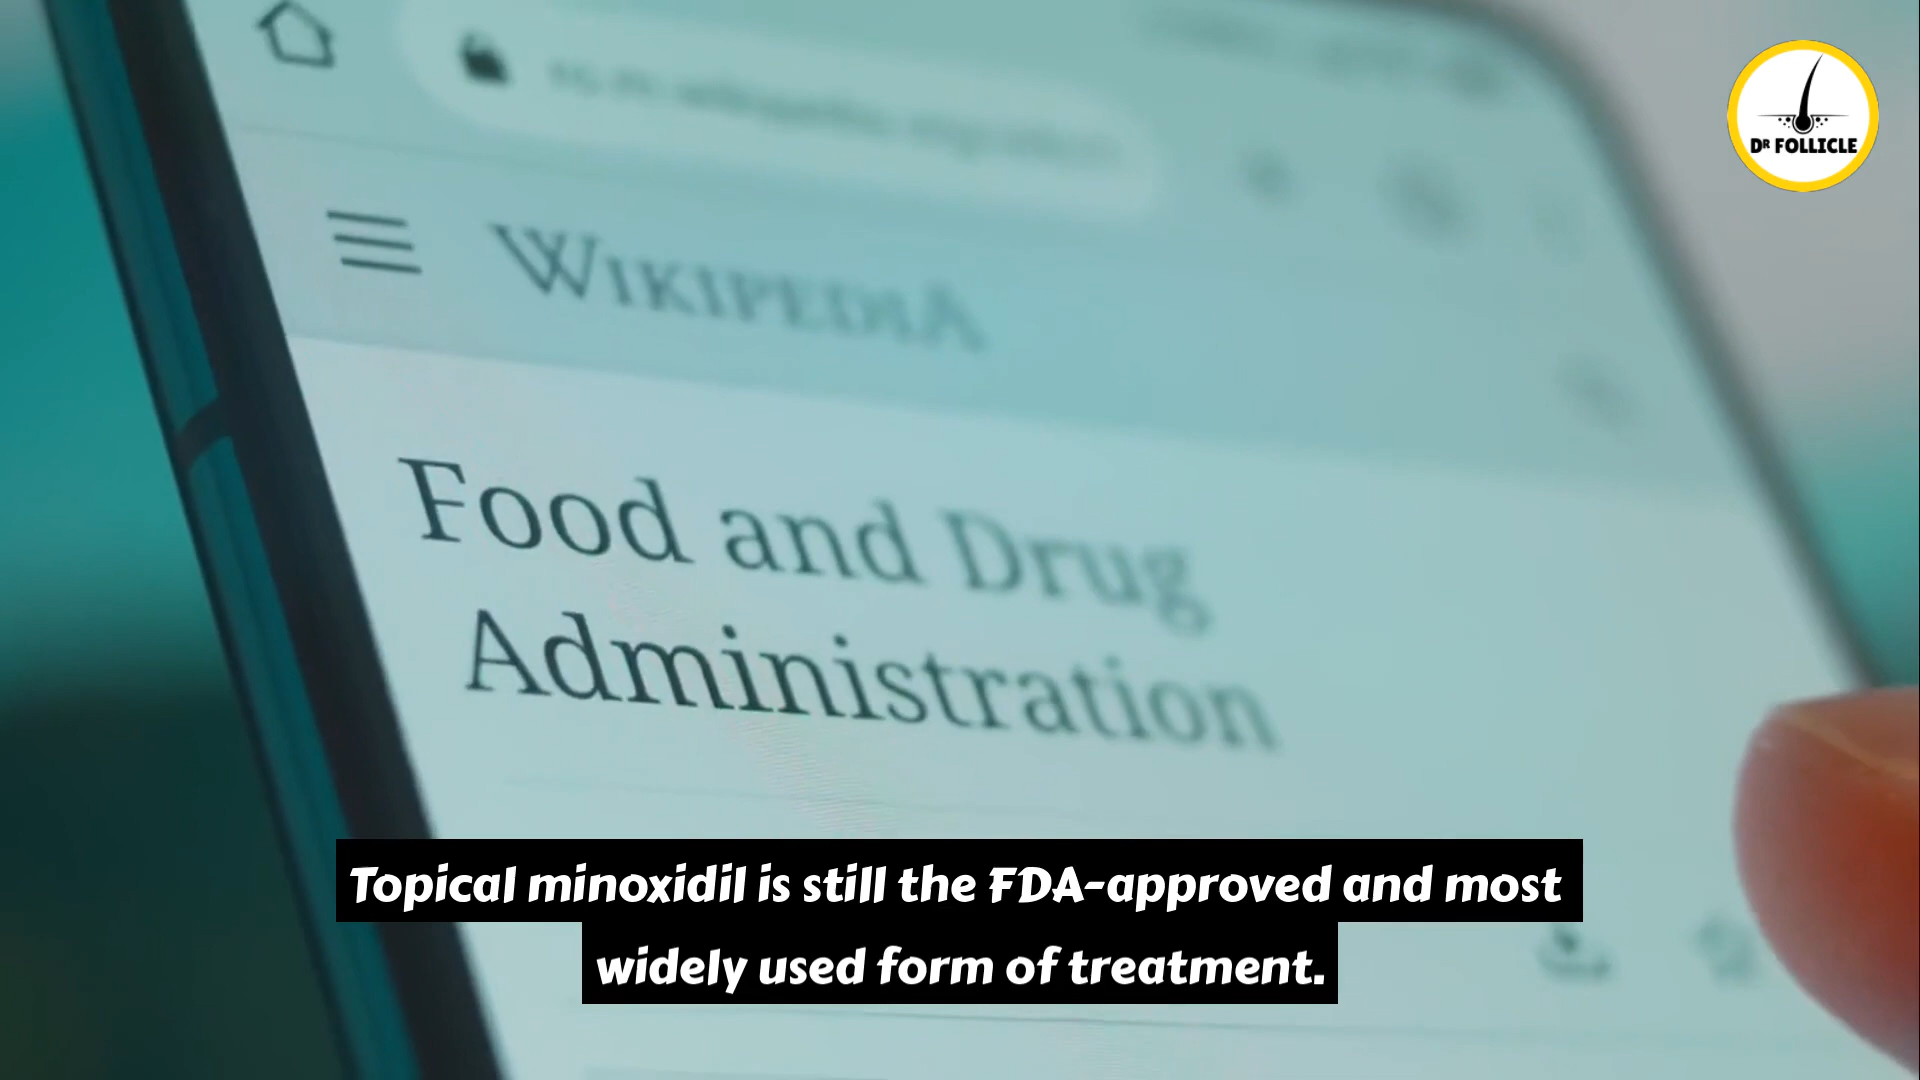 WIKIPEDIA
Food and Drug
Administration
DR FOLLICLE
Topical minoxidil is still the FDA-approved and most
widely used form of treatment.